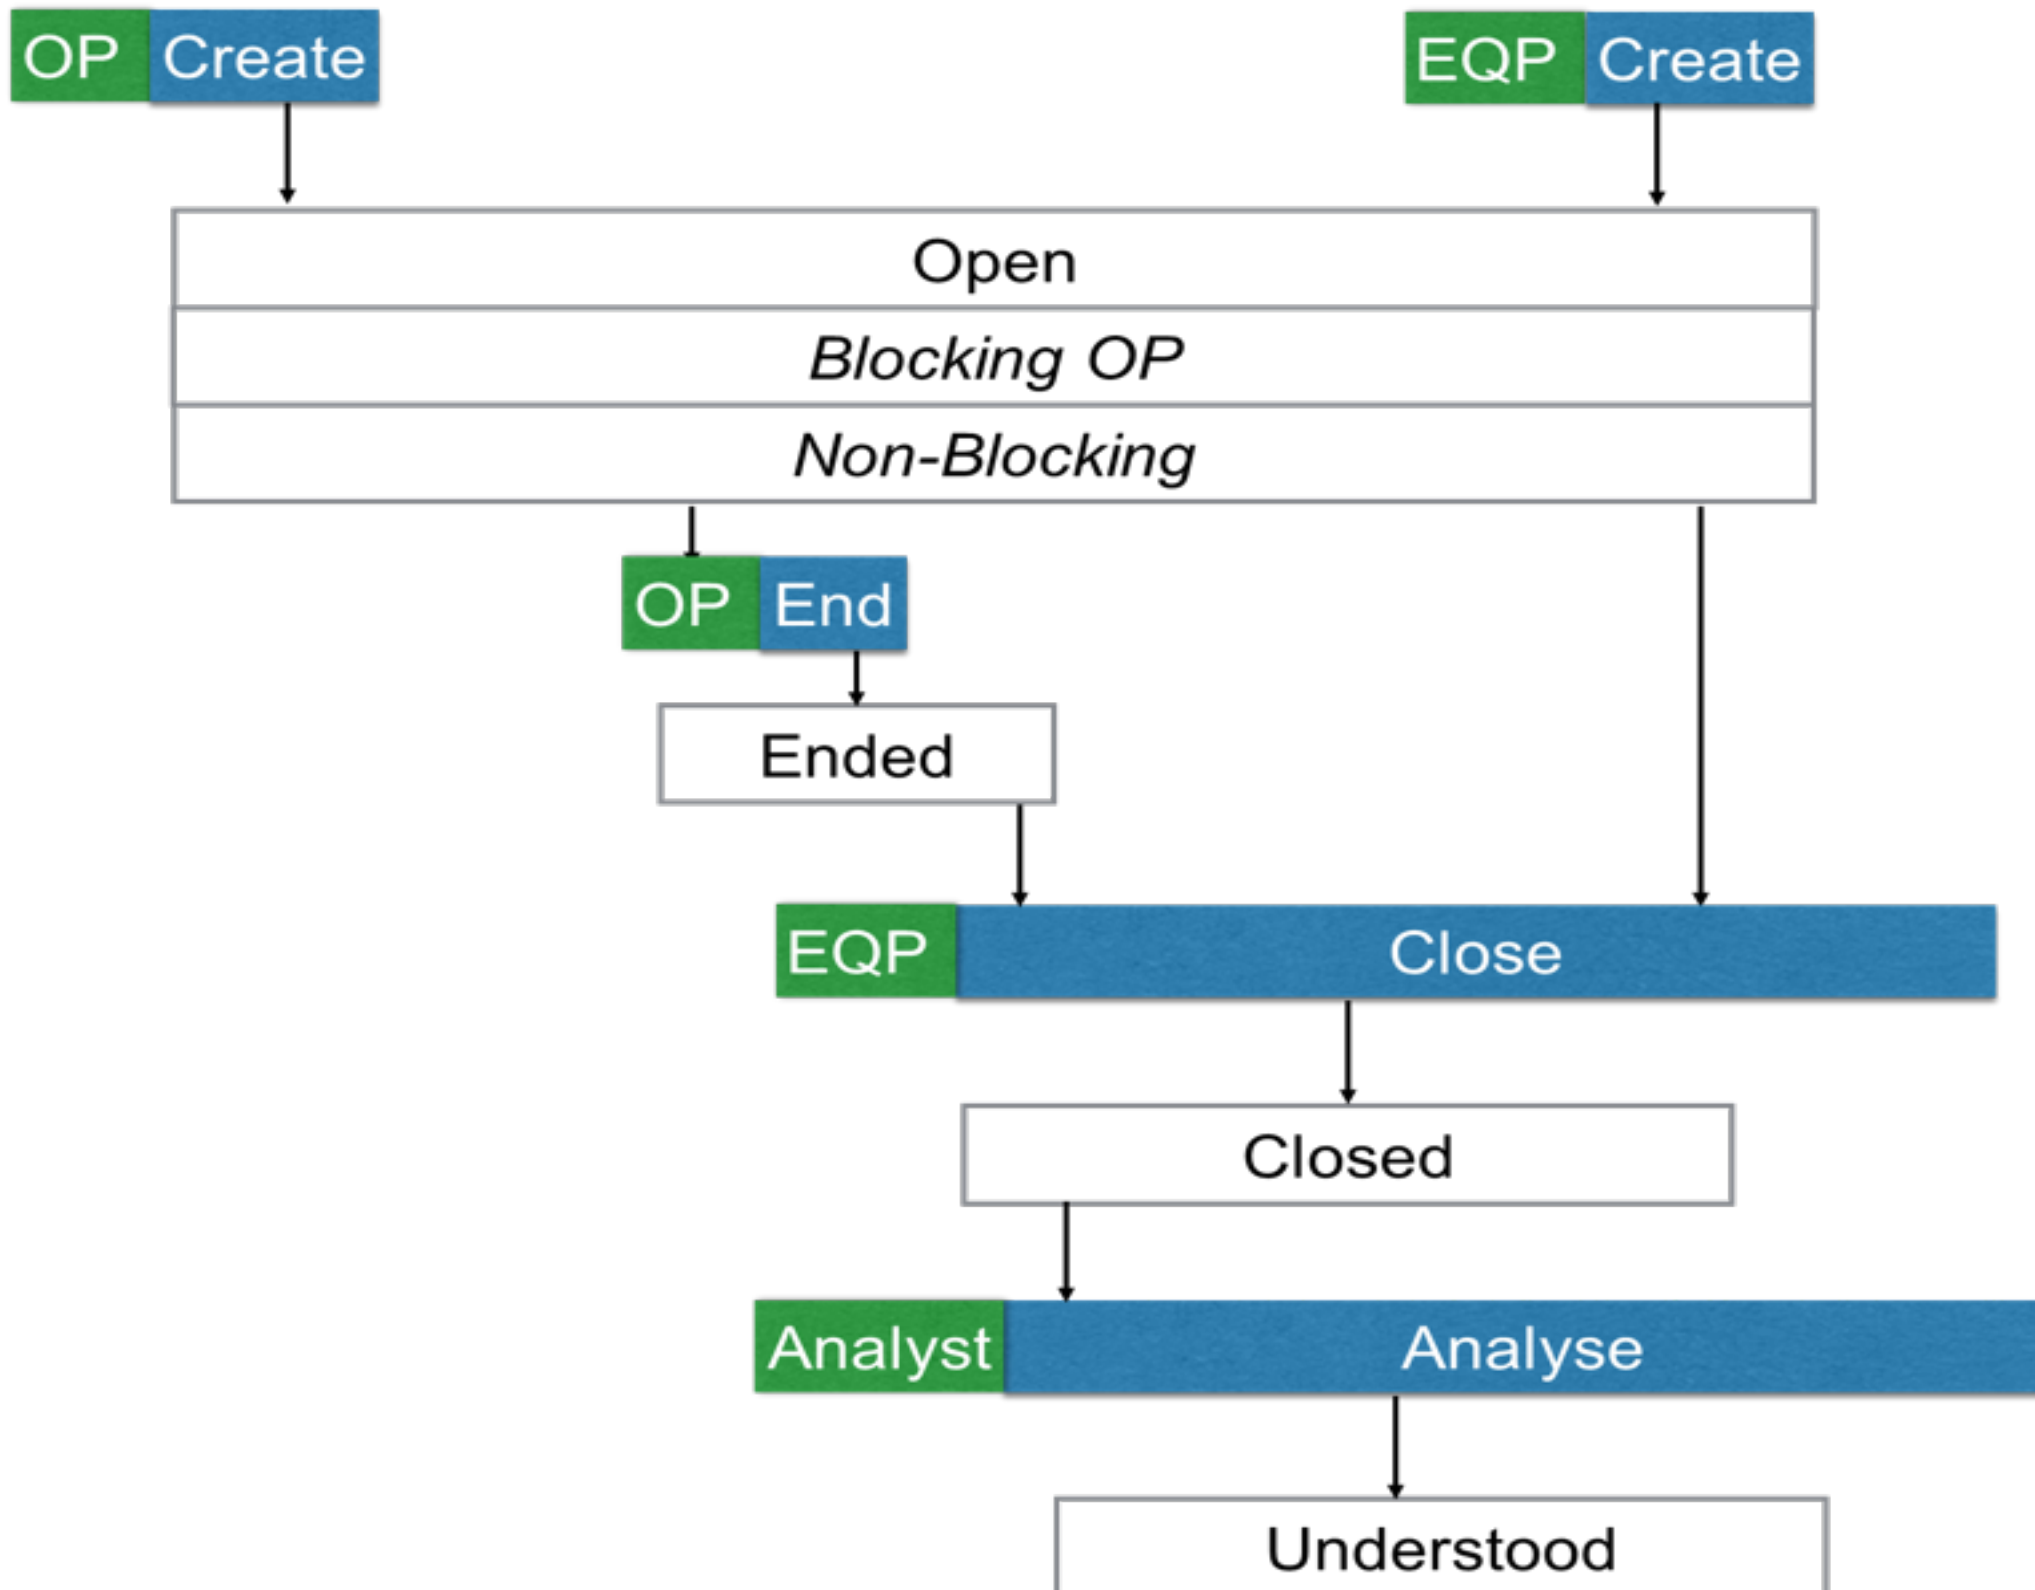 OP Create
EQP Create
Open
Blocking OP
Non-Blocking
OP End
Ended
EQP Close
Closed
Analyst Analyse
Understood